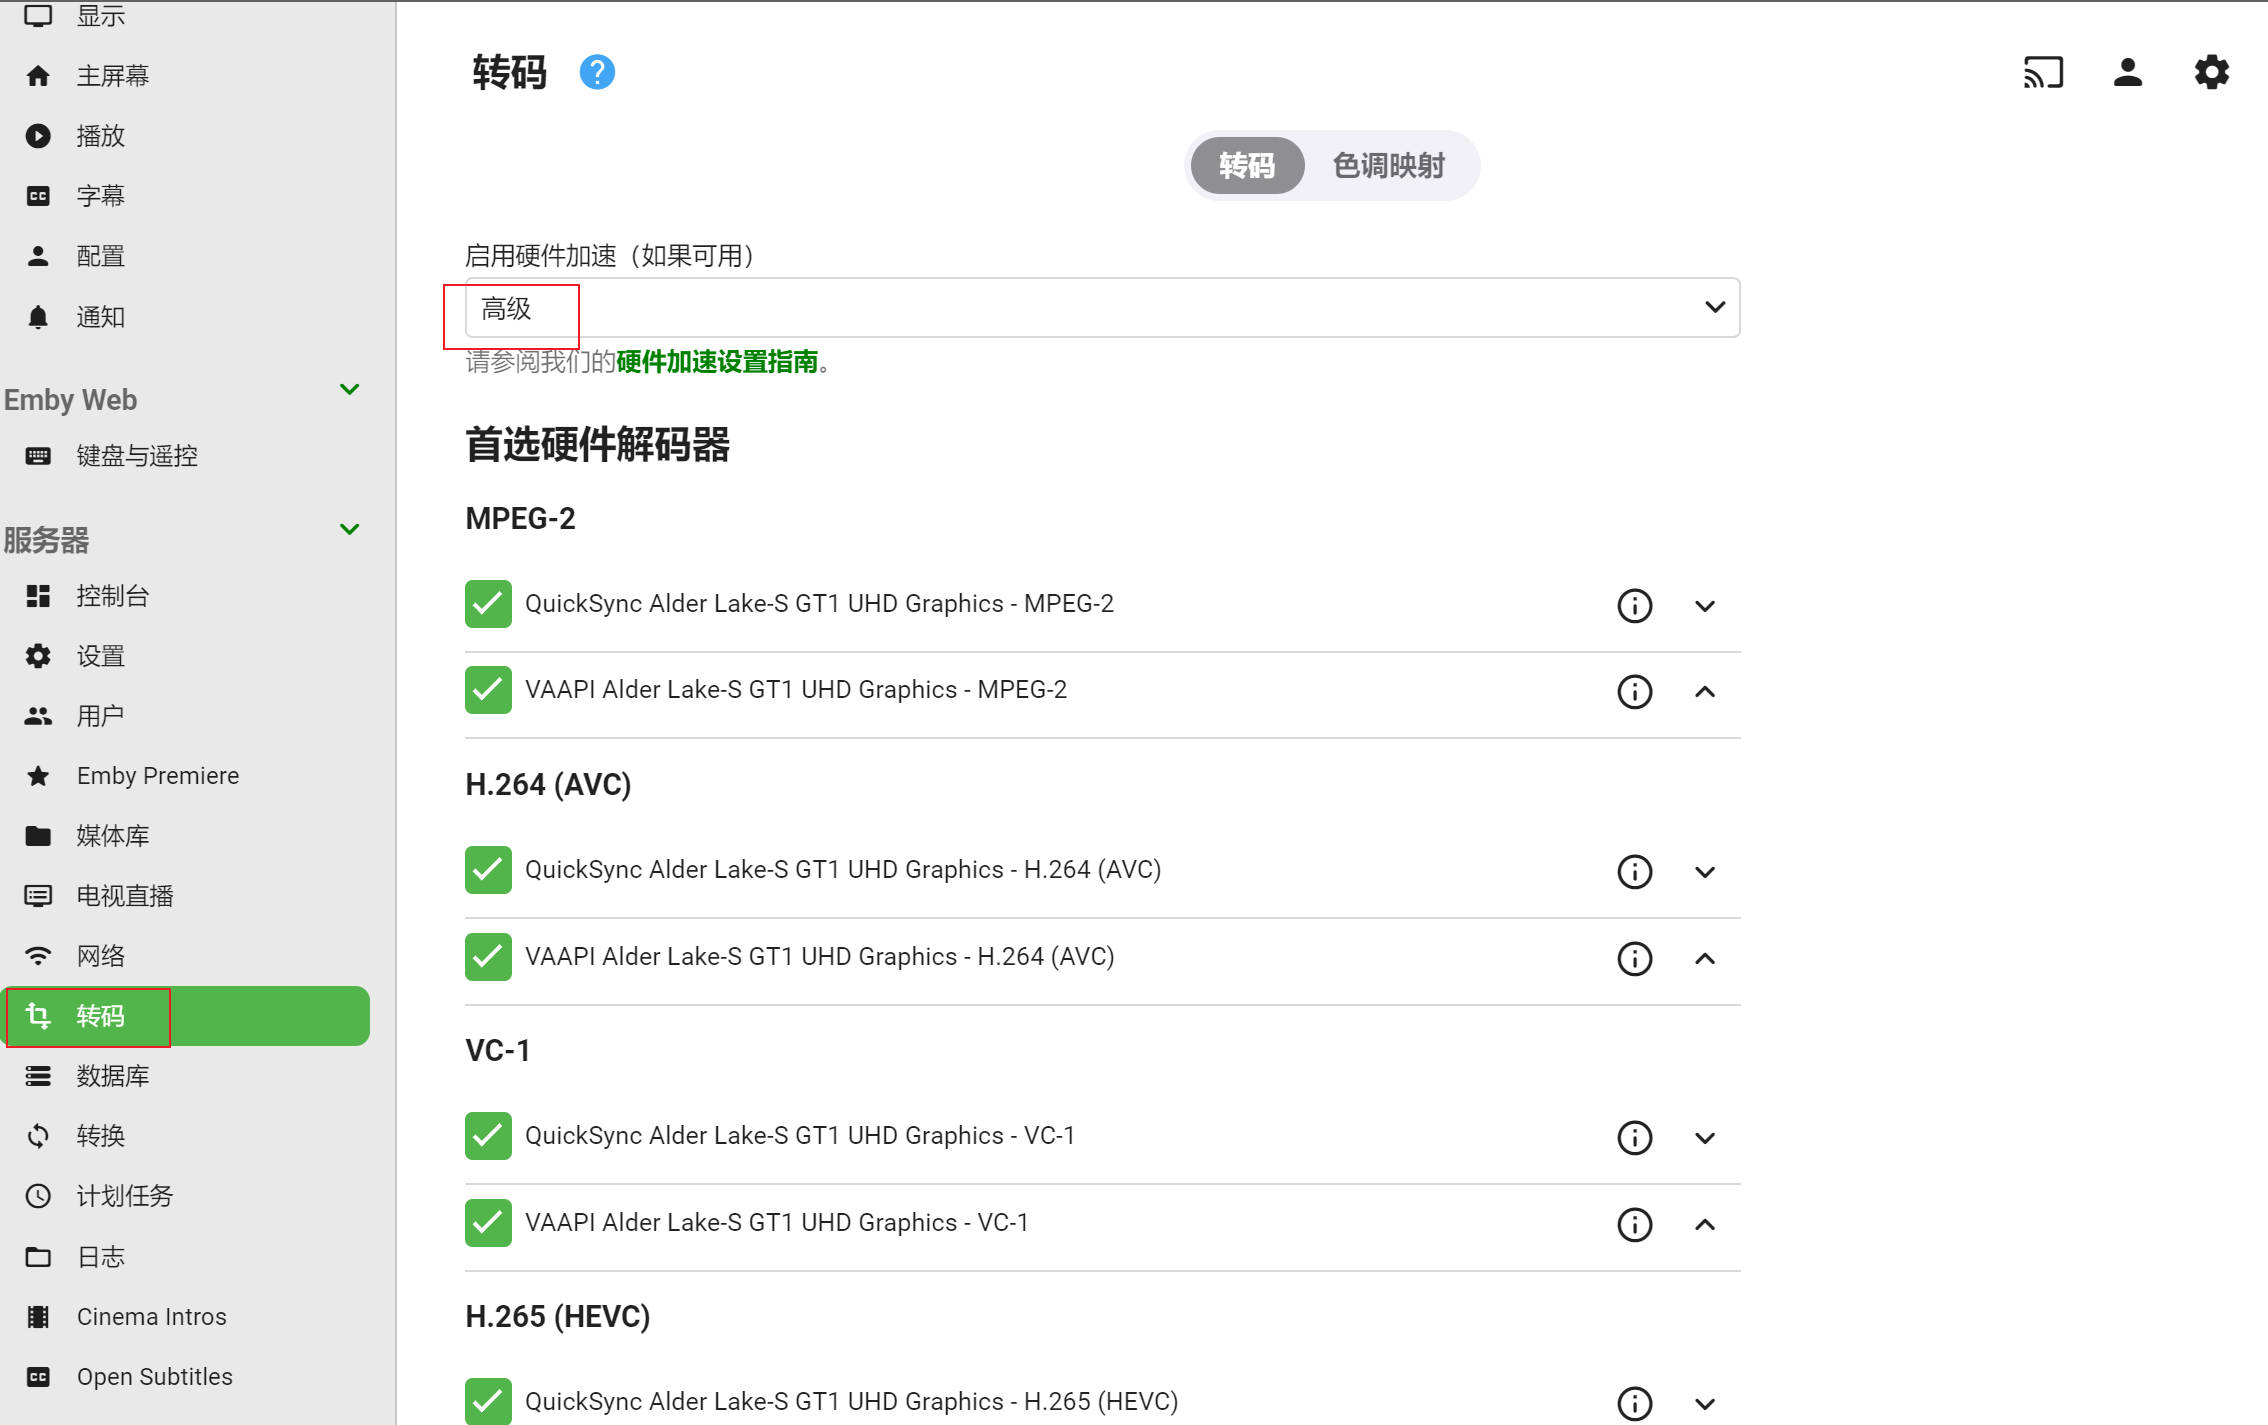 显示
主屏幕
播放
字幕
配置
通知
Emby Web
键盘与遥控
服务器
控制台
设置
用户
Emby Premiere
媒体库
电视直播
网络
转码
数据库
转换
计划任务
日志
Cinema Intros
Open Subtitles
转码
转码 色调映射
启用硬件加速（如果可用）
高级
请参阅我们的硬件加速设置指南。
首选硬件解码器
MPEG-2
QuickSync Alder Lake-S GT1 UHD Graphics - MPEG-2
VAAPI Alder Lake-S GT1 UHD Graphics - MPEG-2
H.264 (AVC)
QuickSync Alder Lake-S GT1 UHD Graphics - H.264 (AVC)
VAAPI Alder Lake-S GT1 UHD Graphics - H.264 (AVC)
VC-1
QuickSync Alder Lake-S GT1 UHD Graphics - VC-1
VAAPI Alder Lake-S GT1 UHD Graphics - VC-1
H.265 (HEVC)
QuickSync Alder Lake-S GT1 UHD Graphics - H.265 (HEVC)